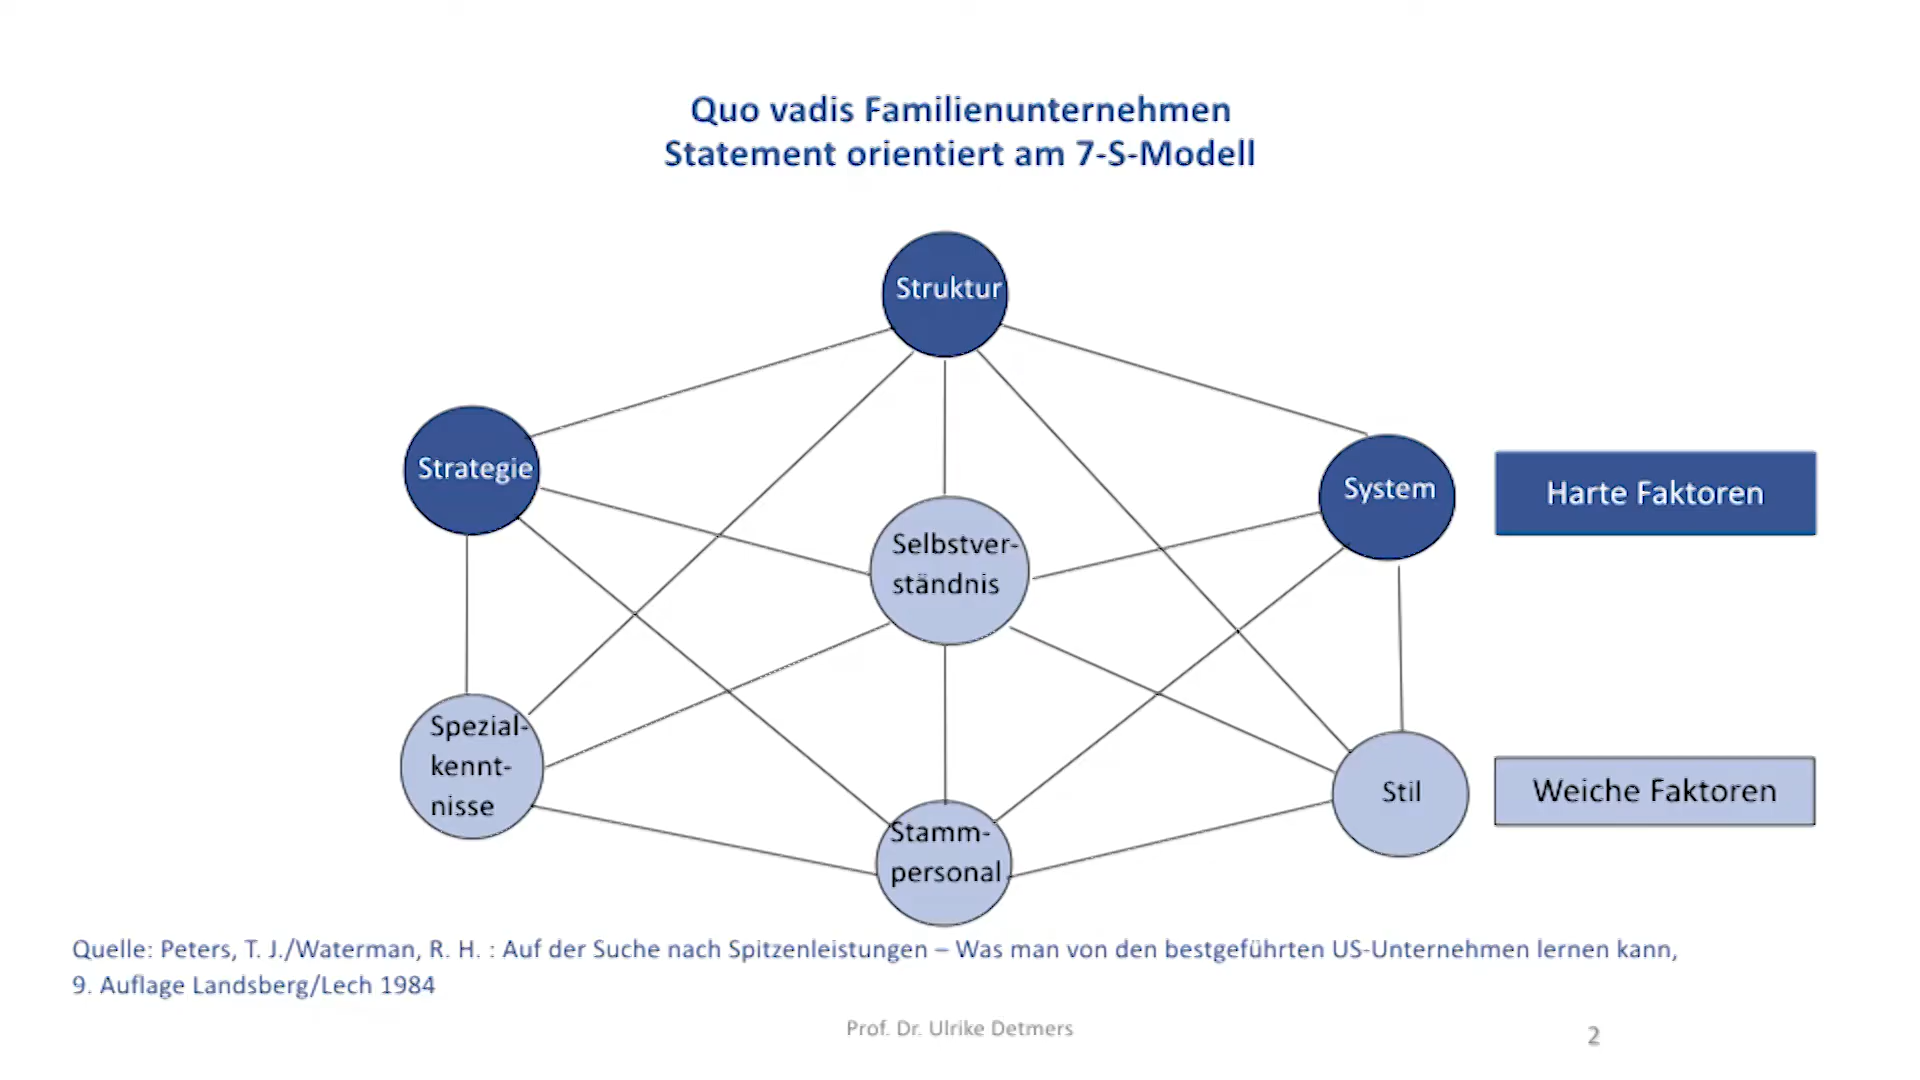 Quo vadis Familienunternehmen
Statement orientiert am 7-S-Modell
Struktur
Strategie
System
Harte Faktoren
Selbstver-
ständnis
Spezial-
kennt-
nisse
Stil
Weiche Faktoren
Stamm-
personal
Quelle: Peters, T. J./Waterman, R. H. : Auf der Suche nach Spitzenleistungen – Was man von den bestgeführten US-Unternehmen lernen kann,
9. Auflage Landsberg/Lech 1984
Prof. Dr. Ulrike Detmers
2